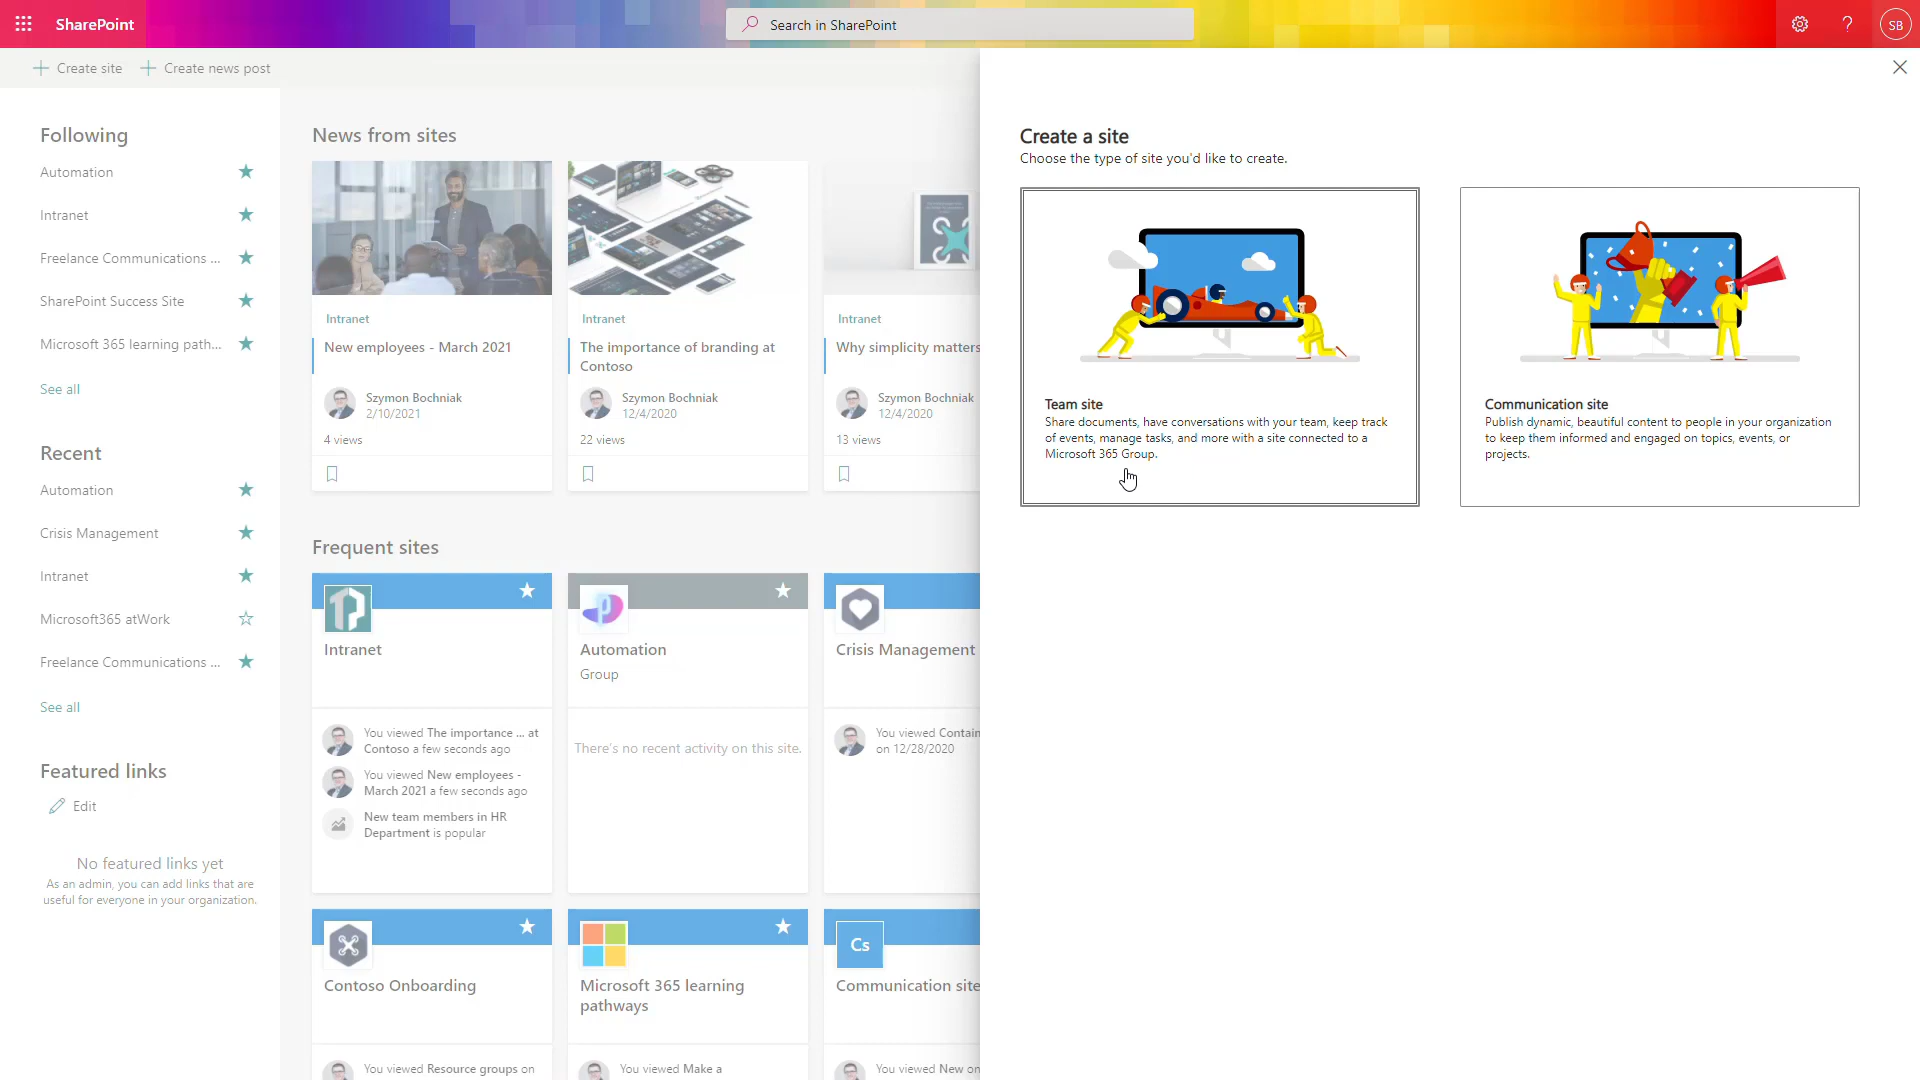 SharePoint
Search in SharePoint
?
SB
Create site
Create news post
Following
Automation
Intranet
Freelance Communications ...
SharePoint Success Site
Microsoft 365 learning path...
See all
Recent
Automation
Crisis Management
Intranet
Microsoft365 atWork
Freelance Communications ...
See all
Featured links
Edit
No featured links yet
As an admin, you can add links that are
useful for everyone in your organization.
News from sites
Intranet
New employees - March 2021
Szymon Bochniak
2/10/2021
4 views
Intranet
The importance of branding at
Contoso
Szymon Bochniak
12/4/2020
22 views
Intranet
Why simplicity matters
Szymon Bochniak
12/4/2020
13 views
Frequent sites
Intranet
You viewed The importance ... at
Contoso a few seconds ago
You viewed New employees -
March 2021 a few seconds ago
New team members in HR
Department is popular
Automation
Group
There's no recent activity on this site.
Crisis Management
You viewed Contain
on 12/28/2020
Contoso Onboarding
You viewed Resource groups on
Microsoft 365 learning
pathways
You viewed Make a
Cs
Communication site
You viewed New on
Create a site
Choose the type of site you'd like to create.
Team site
Share documents, have conversations with your team, keep track
of events, manage tasks, and more with a site connected to a
Microsoft 365 Group.
Communication site
Publish dynamic, beautiful content to people in your organization
to keep them informed and engaged on topics, events, or
projects.